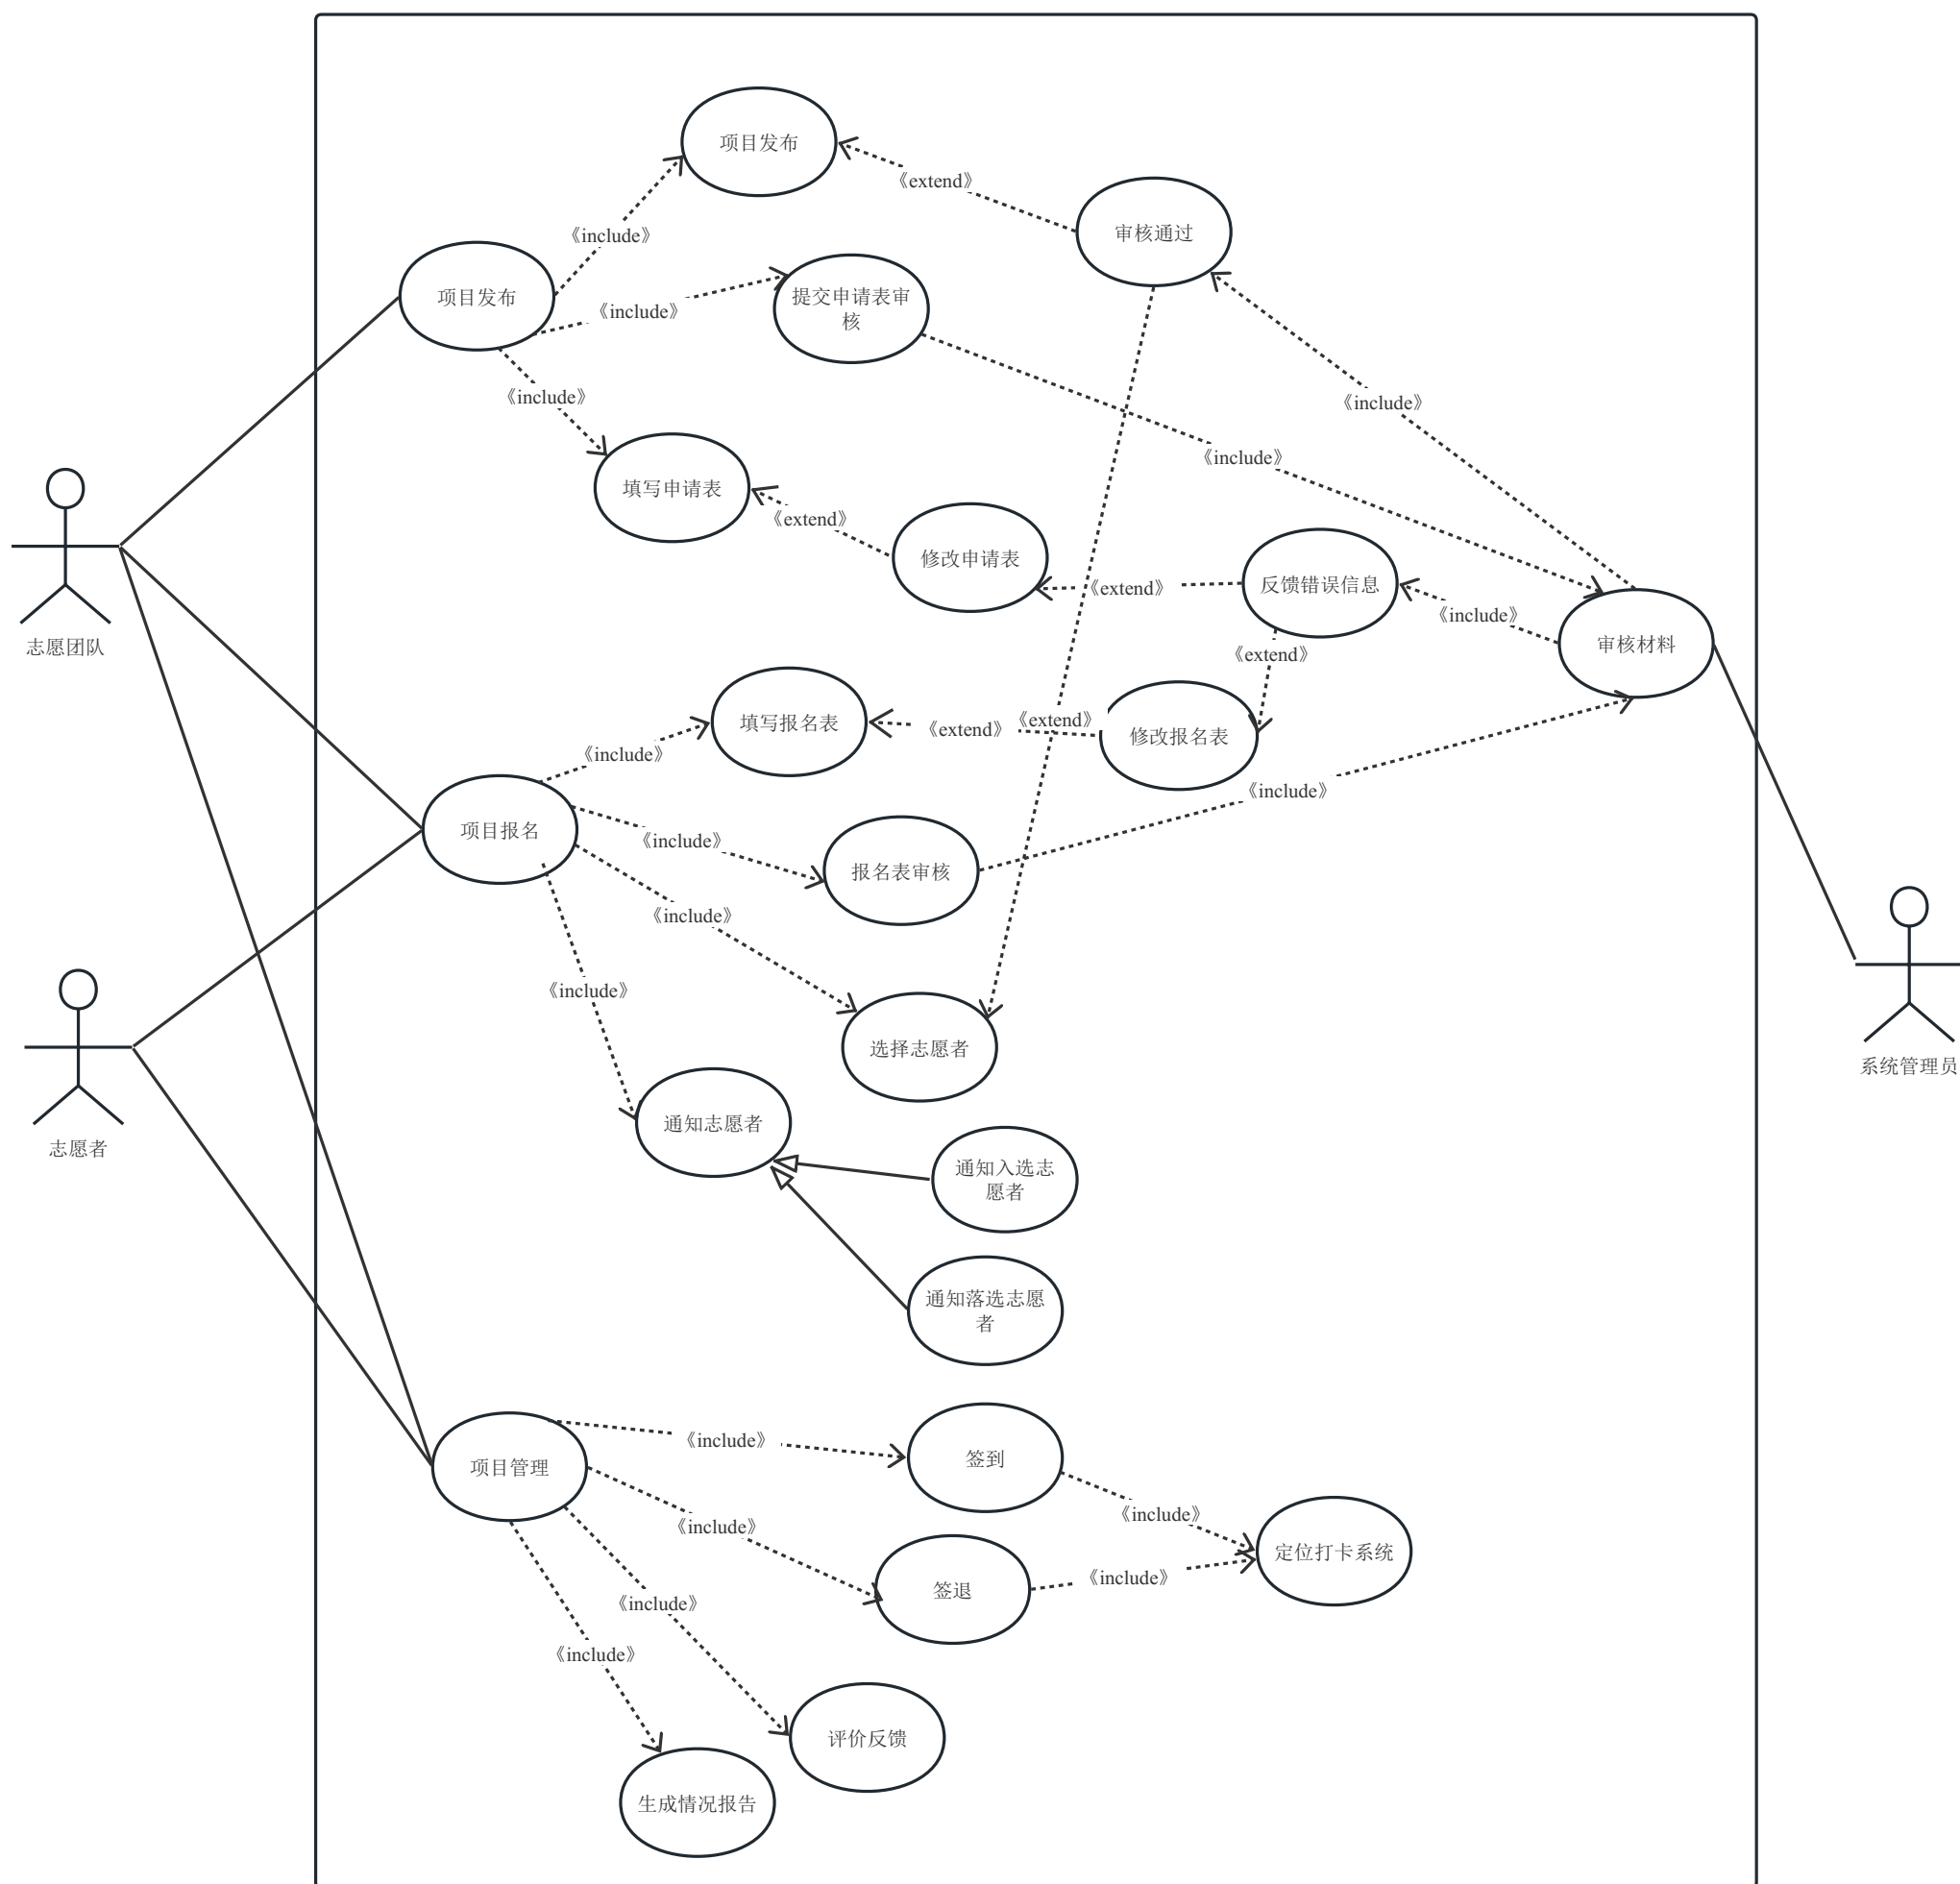 项目发布
《extend》
审核通过
《include》
项目发布
提交申请表审
核
《include》
《include》
《include》
《include》
填写申请表
《extend》
修改申请表
《extend》
反馈错误信息
《include》
审核材料
志愿团队
《extend》
填写报名表
《extend》
《extend》
修改报名表
《include》
《include》
项目报名
《include》
报名表审核
《include》
《include》
选择志愿者
系统管理员
通知志愿者
志愿者
通知入选志
愿者
通知落选志愿
者
《include》
签到
项目管理
《include》
《include》
定位打卡系统
《include》
签退
《include》
《include》
评价反馈
生成情况报告